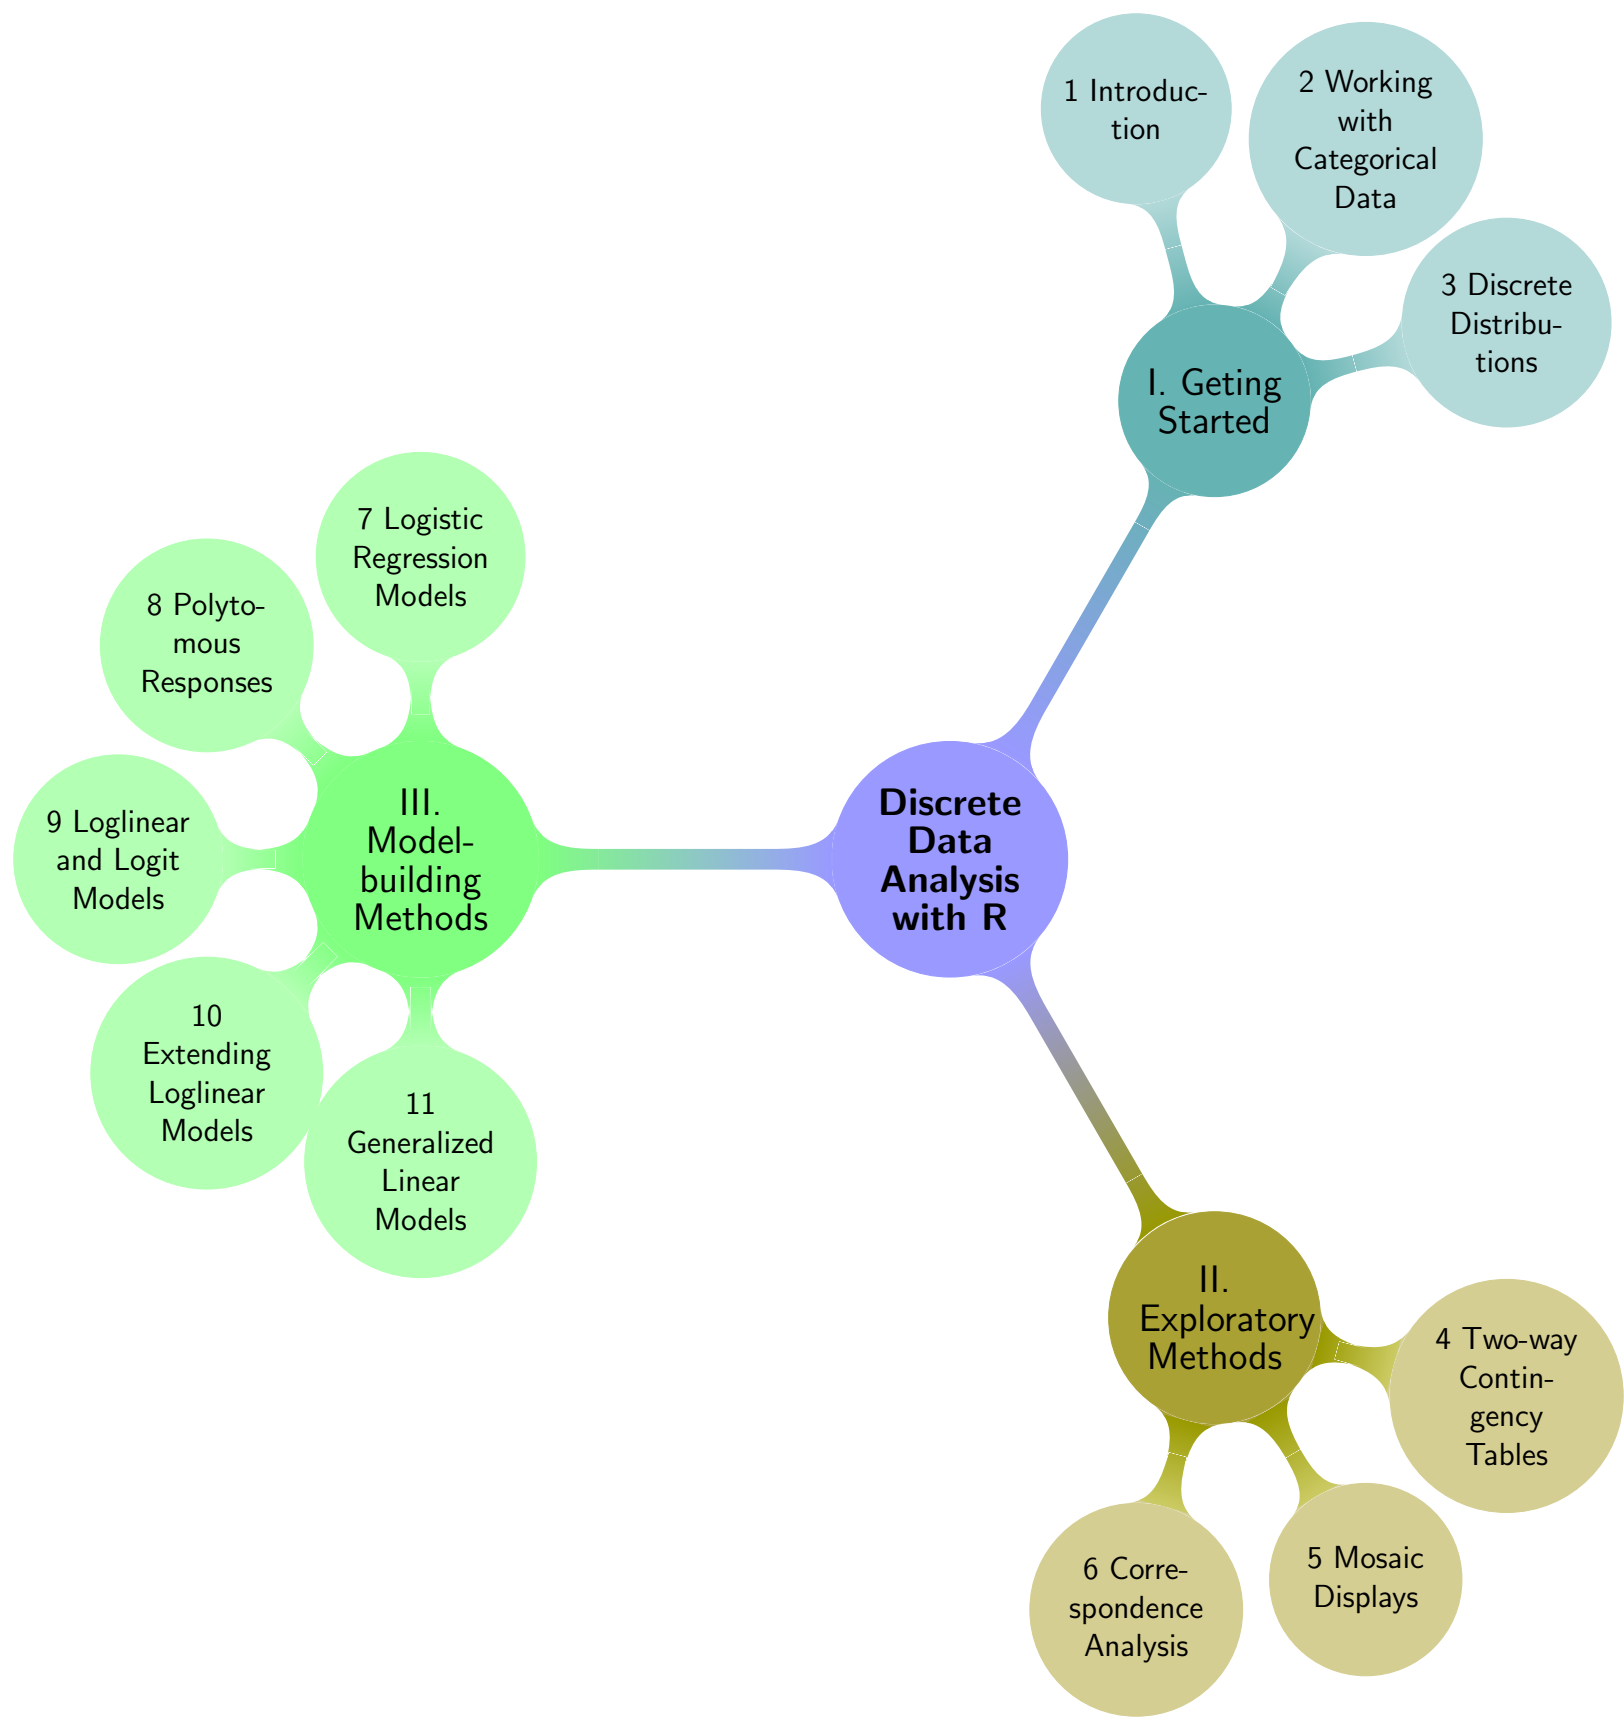 Discrete
Data
Analysis
with R
I. Geting
Started
1 Introduc-
tion
2 Working
with
Categorical
Data
3 Discrete
Distribu-
tions
II.
Exploratory
Methods
4 Two-way
Contin-
gency
Tables
5 Mosaic
Displays
6 Corre-
spondence
Analysis
III.
Model-
building
Methods
7 Logistic
Regression
Models
8 Polyto-
mous
Responses
9 Loglinear
and Logit
Models
10
Extending
Loglinear
Models
11
Generalized
Linear
Models